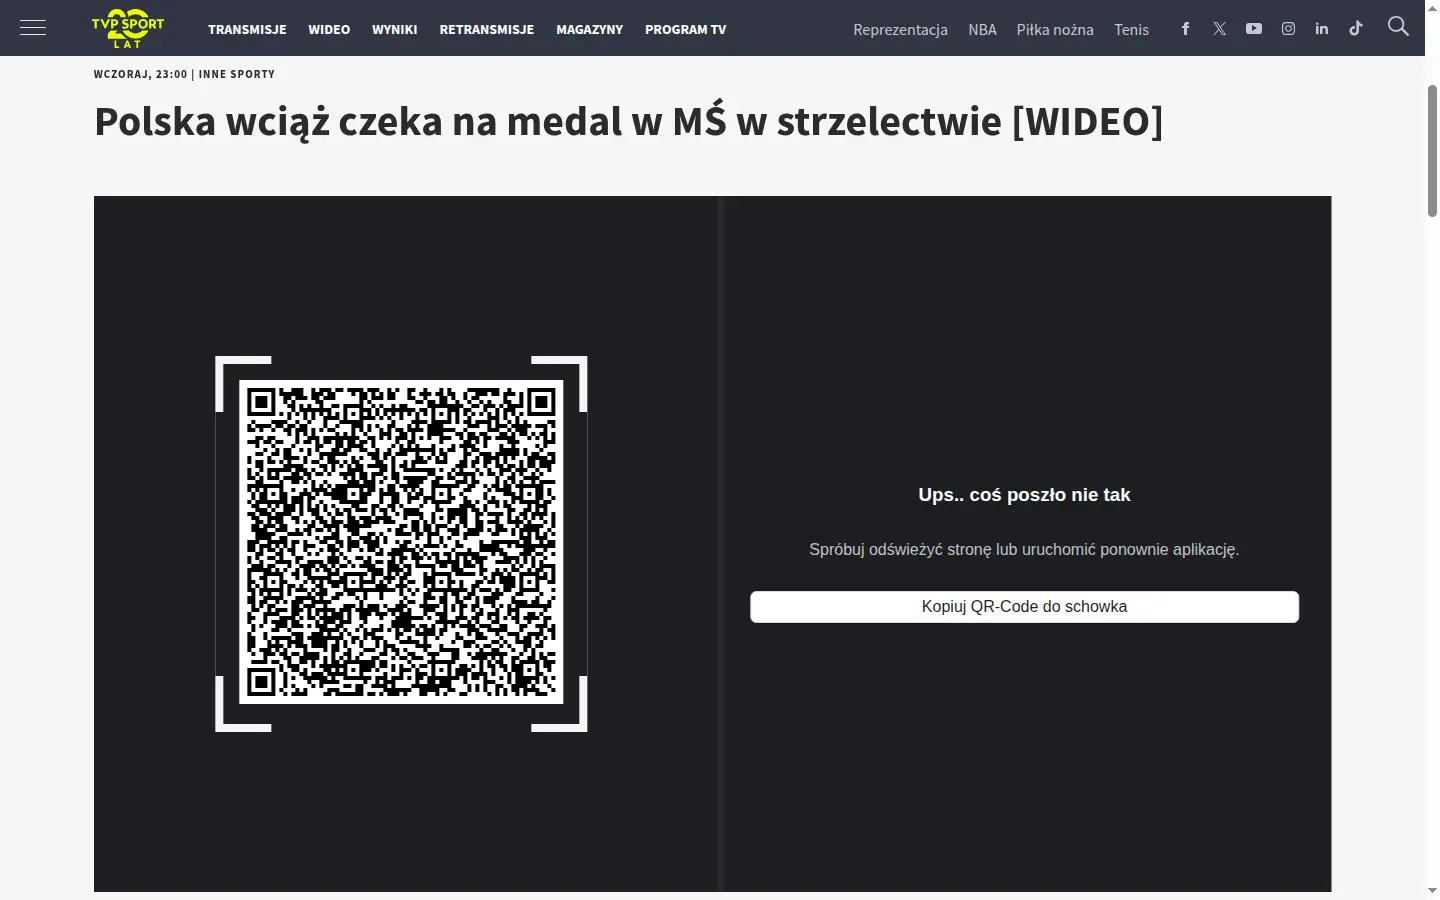 TVP SPORT
20
LAT
TRANSMISJE
WIDEO
WYNIKI
RETRANSMISJE
MAGAZYNY
PROGRAM TV
Reprezentacja
NBA
Piłka nożna
Tenis
WCZORAJ, 23:00 | INNE SPORTY
Polska wciąż czeka na medal w MŚ w strzelectwie [WIDEO]
Ups.. coś poszło nie tak
Spróbuj odświeżyć stronę lub uruchomić ponownie aplikację.
Kopiuj QR-Code do schowka